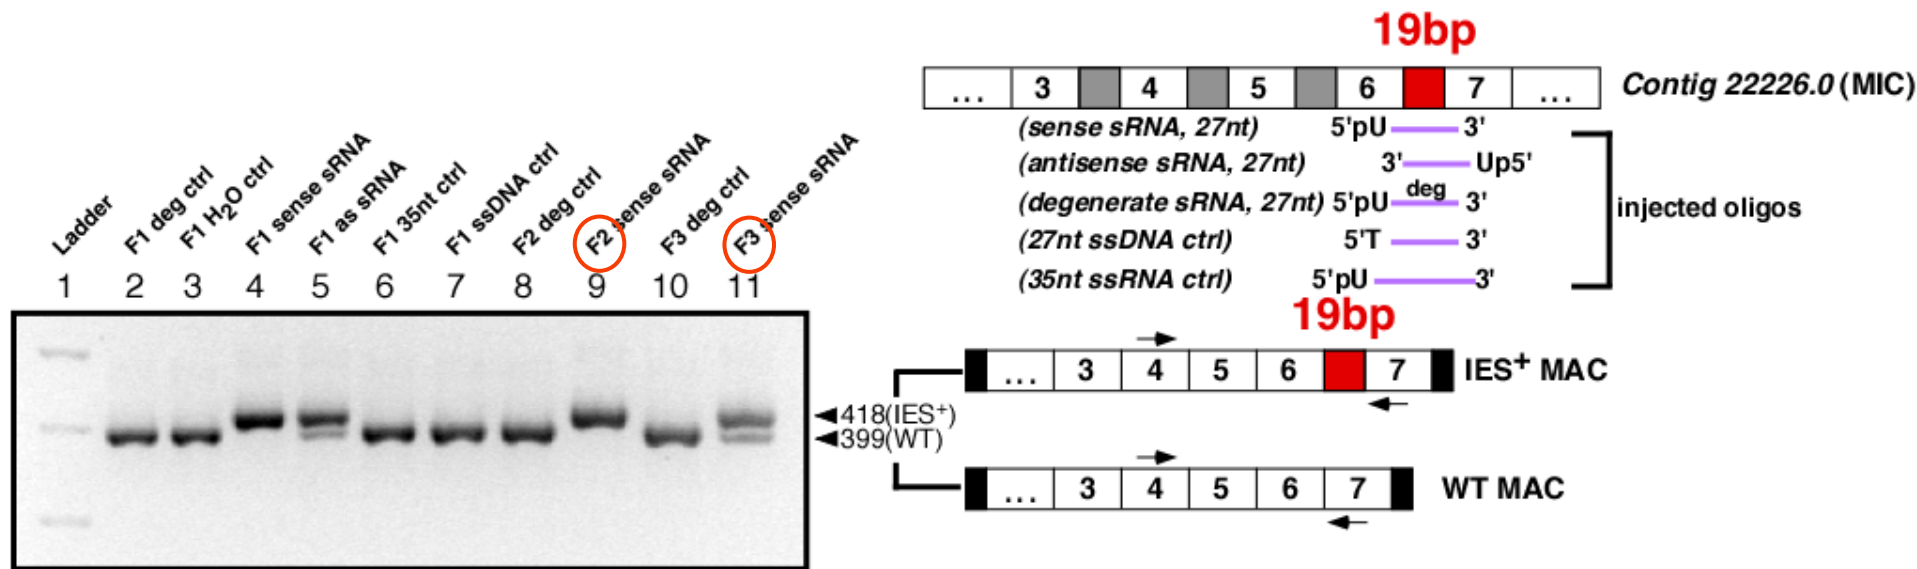 Ladder
F1 deg ctrl
F1 H2O ctrl
F1 sense sRNA
F1 as sRNA
F1 35nt ctrl
F1 ssDNA ctrl
F2 deg ctrl
F2 sense sRNA
F3 deg ctrl
F3 sense sRNA
1 2 3 4 5 6 7 8 9 10 11
418(IES+)
399(WT)
19bp
... 3 4 5 6 7 ... Contig 22226.0 (MIC)
(sense sRNA, 27nt) 5'pU 3'
(antisense sRNA, 27nt) 3' Up5'
(degenerate sRNA, 27nt) 5'pU deg 3'
injected oligos
(27nt ssDNA ctrl) 5'T 3'
(35nt ssRNA ctrl) 5'pU 3'
19bp
... 3 4 5 6 7 IES+ MAC
... 3 4 5 6 7 WT MAC